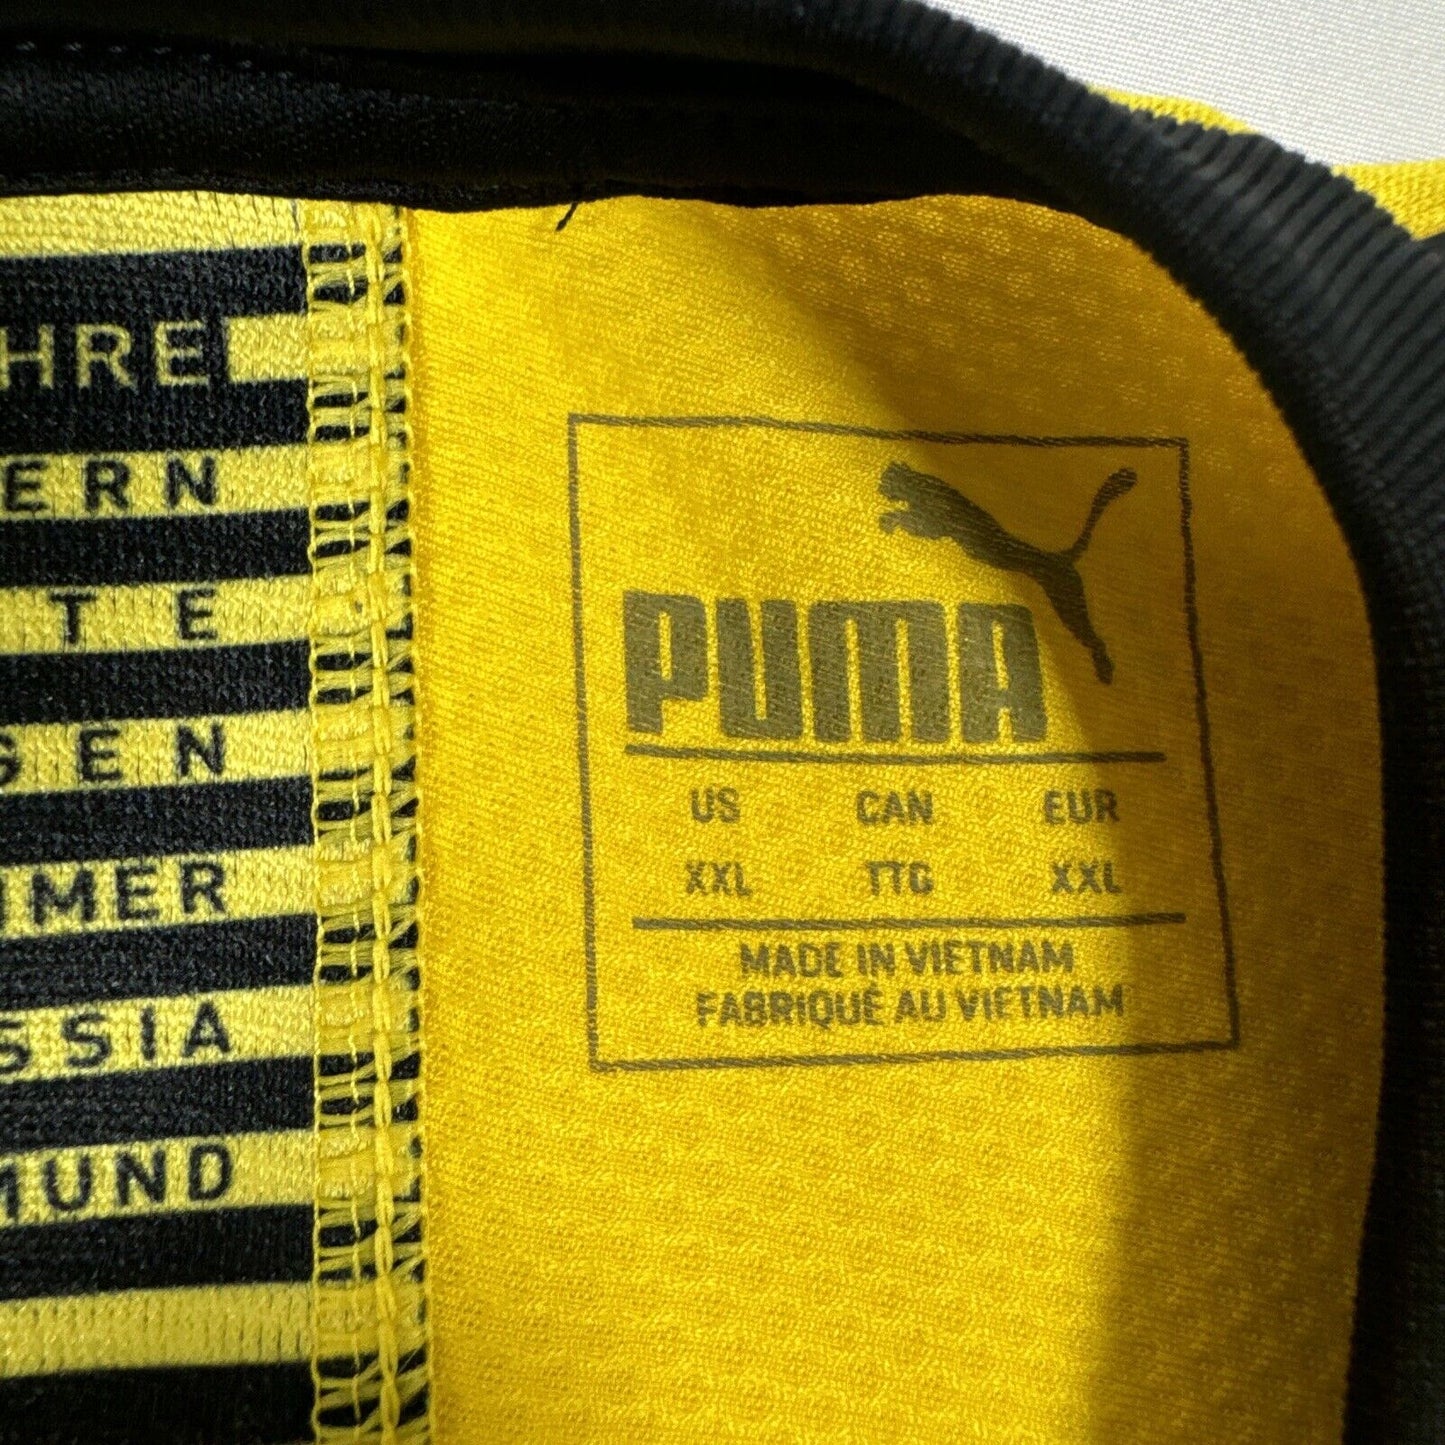 HRE
ERN
TE
GEN
MER
SSIA
MUND
PUMA
US CAN EUR
XXL TTG XXL
MADE IN VIETNAM
FABRIQUÉ AU VIETNAM